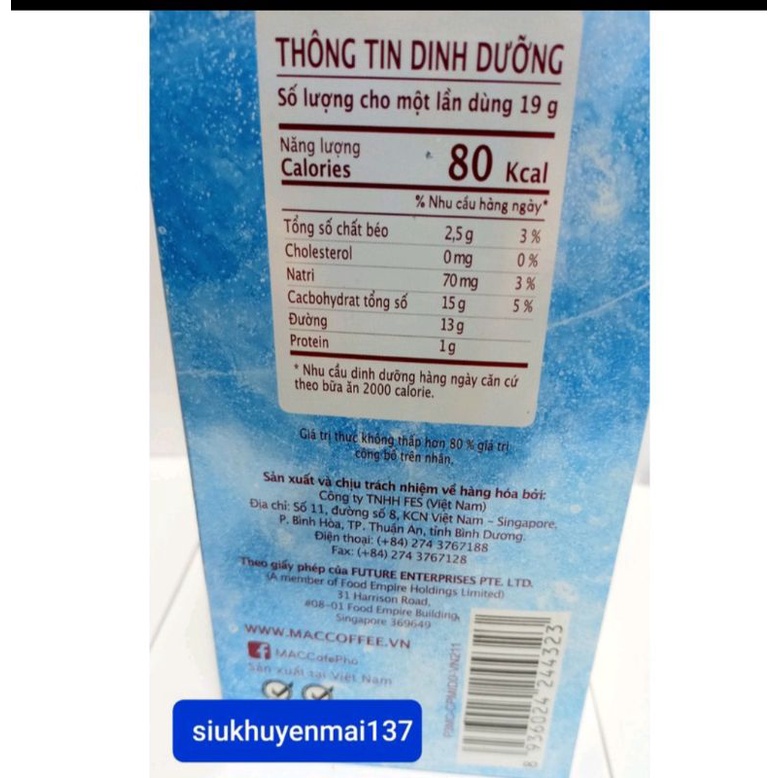 THÔNG TIN DINH DƯỠNG
Số lượng cho một lần dùng 19 g
Năng lượng
Calories 80 Kcal
% Nhu cầu hàng ngày*
Tổng số chất béo 2,5 g 3 %
Cholesterol 0 mg 0 %
Natri 70 mg 3 %
Cacbohydrat tổng số 15 g 5 %
Đường 13 g
Protein 1 g
* Nhu cầu dinh dưỡng hàng ngày căn cứ
theo bữa ăn 2000 calorie.
Giá trị thực không thấp hơn 80 % giá trị
công bố trên nhãn.
Sản xuất và chịu trách nhiệm về hàng hóa bởi:
Công ty TNHH FES (Việt Nam)
Địa chỉ: Số 11, đường số 8, KCN Việt Nam – Singapore,
P. Bình Hòa, TP. Thuận An, tỉnh Bình Dương.
Điện thoại: (+84) 274 3767188
Fax: (+84) 274 3767128
Theo giấy phép của FUTURE ENTERPRISES PTE. LTD.
(A member of Food Empire Holdings Limited)
31 Harrison Road,
#08-01 Food Empire Building,
Singapore 369649
WWW.MACCOFFEE.VN
MACCafePho
Sản xuất tại Việt Nam
8 936024 244323
siukhuyenmai137